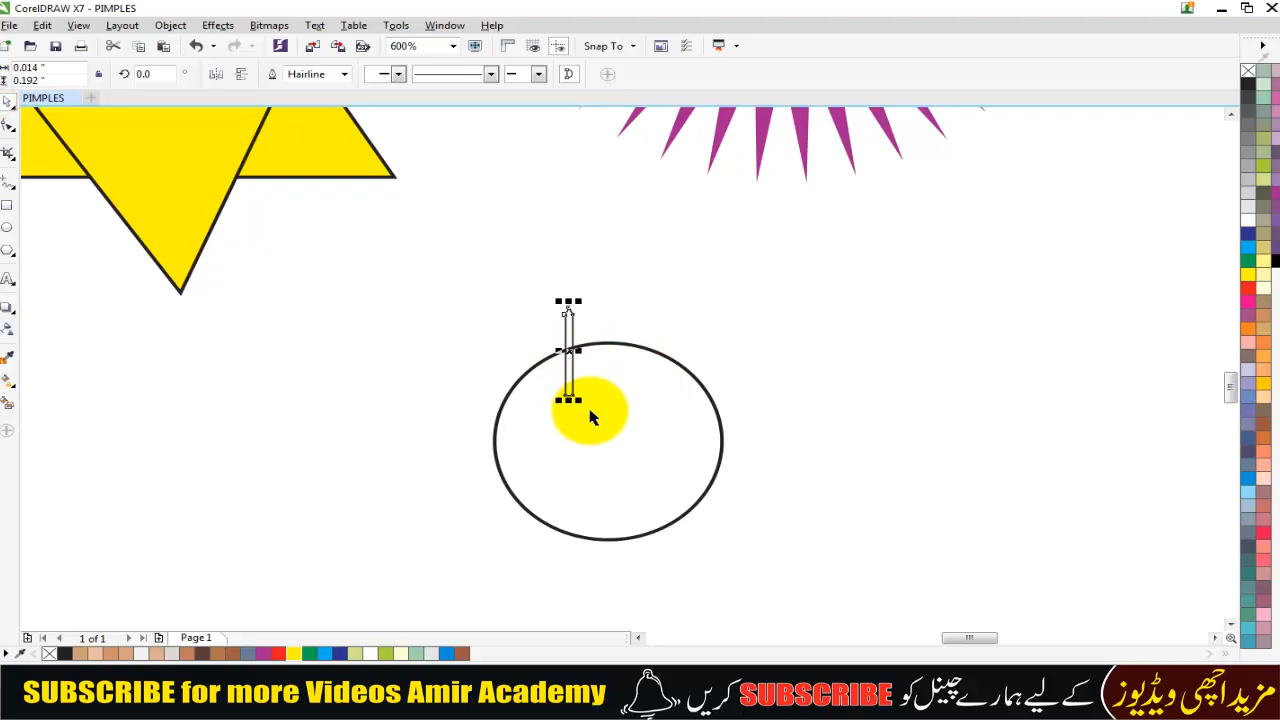 CorelDRAW X7 - PIMPLES
File Edit View Layout Object Effects Bitmaps Text Table Tools Window Help
600% Snap To
0.014 "
0.192 "
0.0 °
Hairline
PIMPLES
1 of 1 Page 1
SUBSCRIBE for more Videos Amir Academy
مزید اچھی ویڈیوز کے لیے ہمارے چینل کو SUBSCRIBE کریں